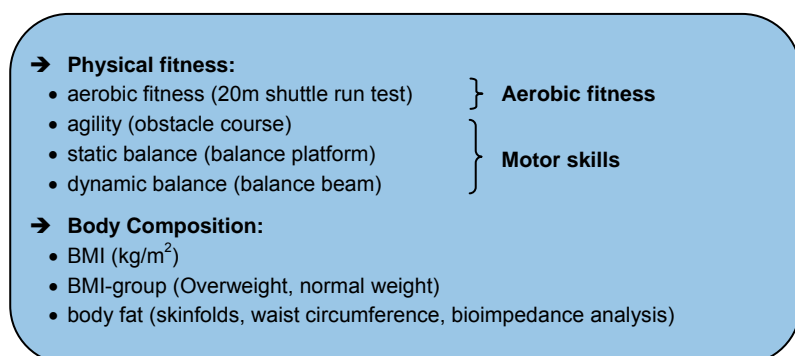 ➔ Physical fitness:
• aerobic fitness (20m shuttle run test) Aerobic fitness
• agility (obstacle course)
• static balance (balance platform) Motor skills
• dynamic balance (balance beam)
➔ Body Composition:
• BMI (kg/m²)
• BMI-group (Overweight, normal weight)
• body fat (skinfolds, waist circumference, bioimpedance analysis)